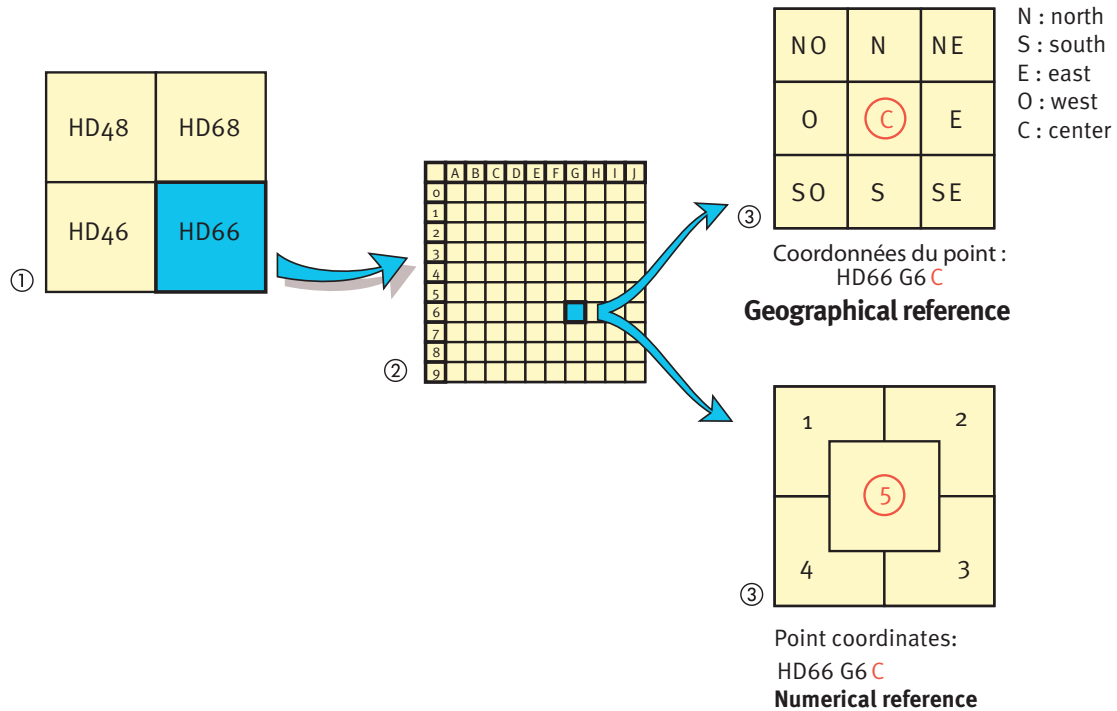 HD48 HD68
HD46 HD66
①
A B C D E F G H I J
0
1
2
3
4
5
6
7
8
9
②
NO N NE
O C E
SO S SE
③
N : north
S : south
E : east
O : west
C : center
Coordonnées du point :
HD66 G6 C
Geographical reference
1 2
5
4 3
③
Point coordinates:
HD66 G6 C
Numerical reference